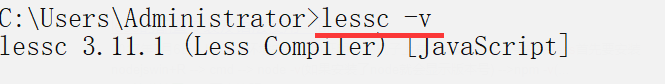 C:\Users\Administrator>lessc -v
lessc 3.11.1 (Less Compiler) [JavaScript]